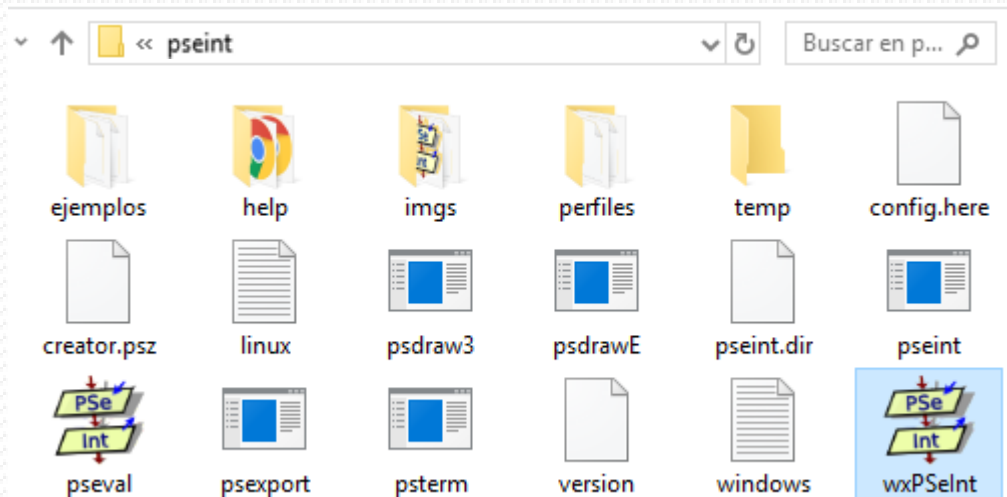 « pseint
Buscar en p...
ejemplos help imgs perfiles temp config.here
creator.psz linux psdraw3 psdrawE pseint.dir pseint
PSe
Int
PSe
Int
pseval psexport psterm version windows wxPSeInt